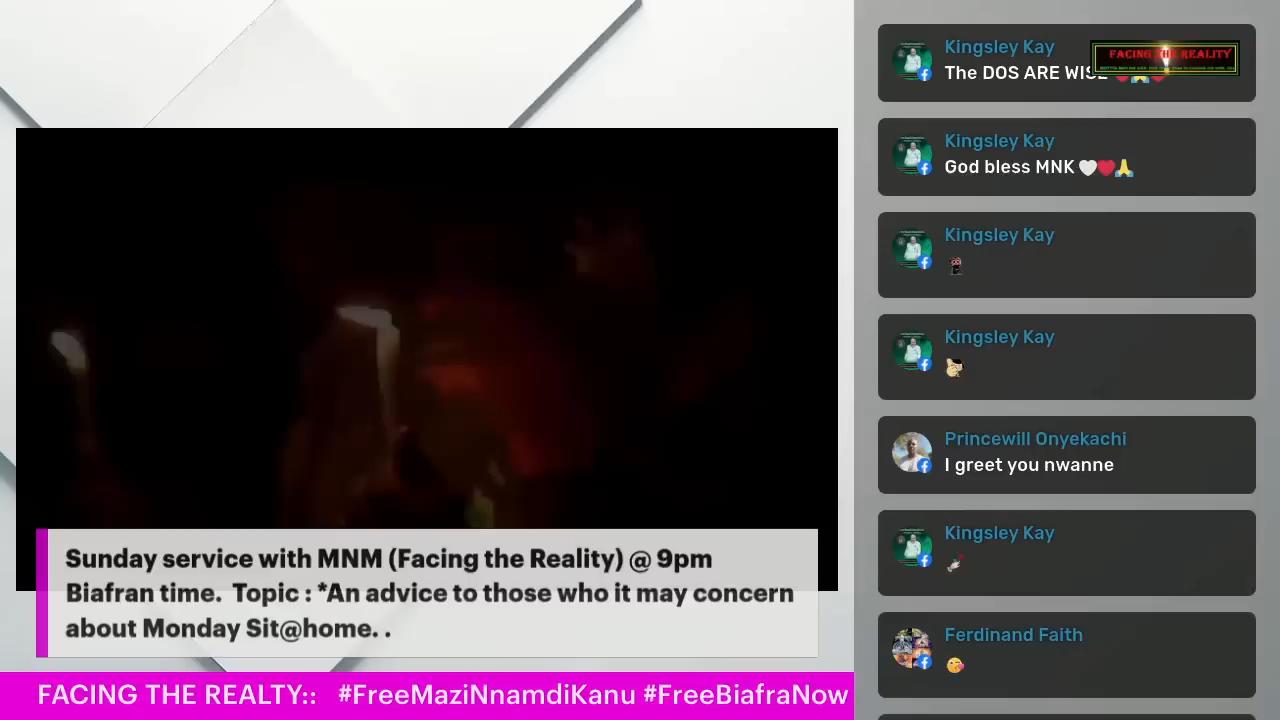 Sunday service with MNM (Facing the Reality) @ 9pm
Biafran time. Topic : *An advice to those who it may concern
about Monday Sit@home. .
FACING THE REALTY:: #FreeMaziNnamdiKanu #FreeBiafraNow
Kingsley Kay
FACING THE REALITY
The DOS ARE WISE
Kingsley Kay
God bless MNK 🤍❤️🙏
Kingsley Kay
Kingsley Kay
Princewill Onyekachi
I greet you nwanne
Kingsley Kay
Ferdinand Faith
😋